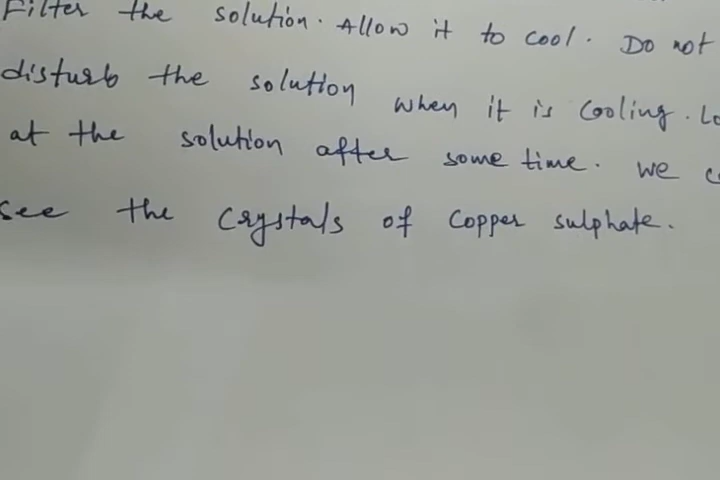 Filter the solution. Allow it to cool. Do not
disturb the solution when it is cooling.
at the solution after some time. We
see the crystals of copper sulphate.